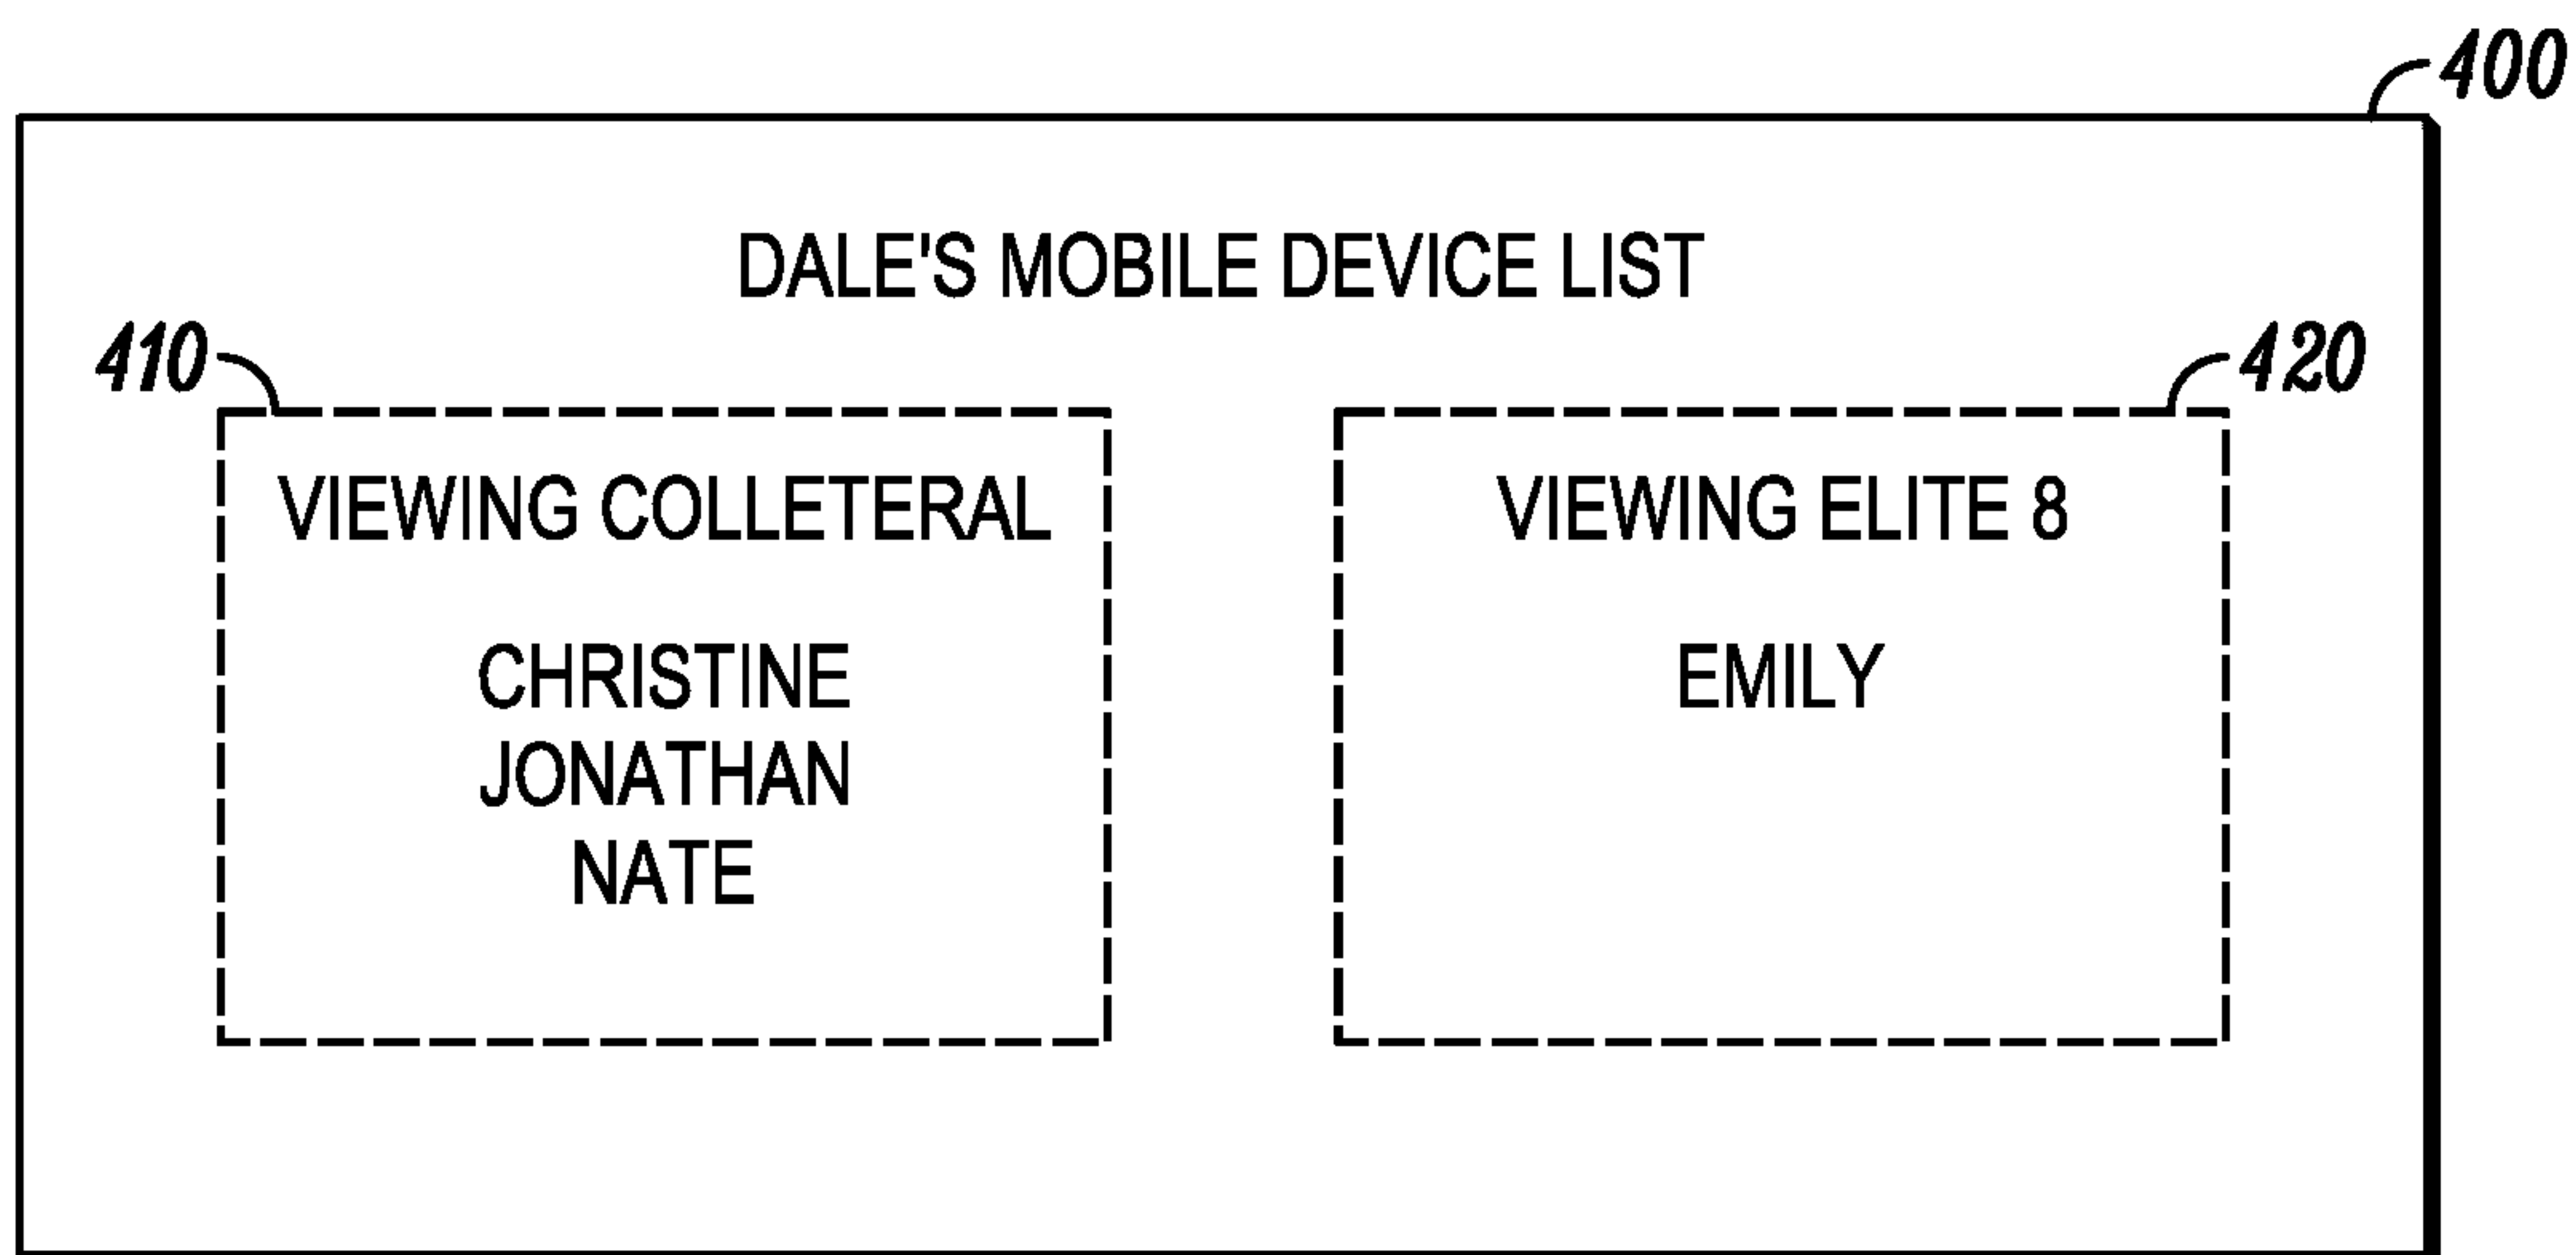 400
DALE'S MOBILE DEVICE LIST
410
420
VIEWING COLLETERAL
CHRISTINE
JONATHAN
NATE
VIEWING ELITE 8
EMILY